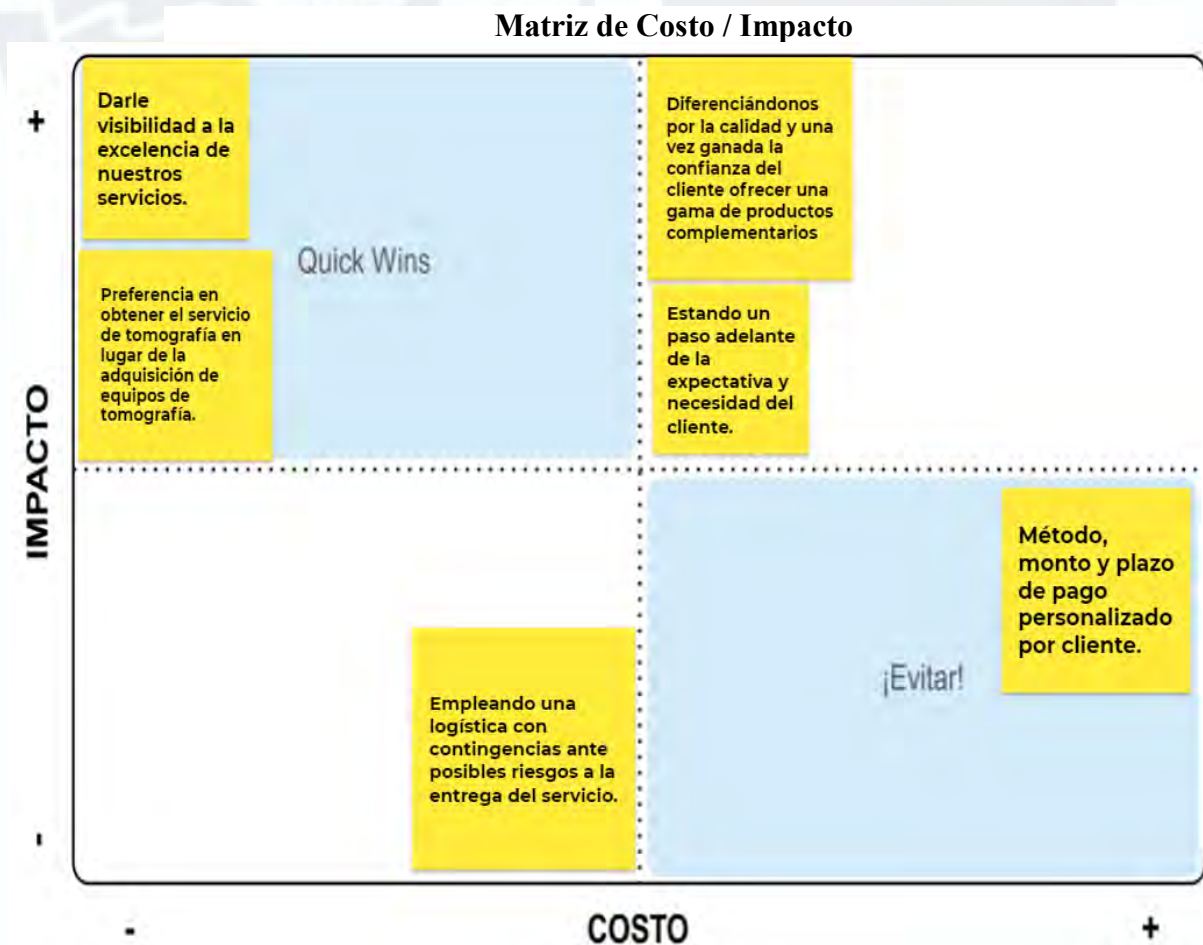 Matriz de Costo / Impacto
+
IMPACTO
-
Darle
visibilidad a la
excelencia de
nuestros
servicios.
Preferencia en
obtener el servicio
de tomografía en
lugar de la
adquisición de
equipos de
tomografía.
Quick Wins
Diferenciándonos
por la calidad y una
vez ganada la
confianza del
cliente ofrecer una
gama de productos
complementarios
Estando un
paso adelante
de la
expectativa y
necesidad del
cliente.
Empleando una
logística con
contingencias ante
posibles riesgos a la
entrega del servicio.
Método,
monto y plazo
de pago
personalizado
por cliente.
¡Evitar!
-
COSTO
+